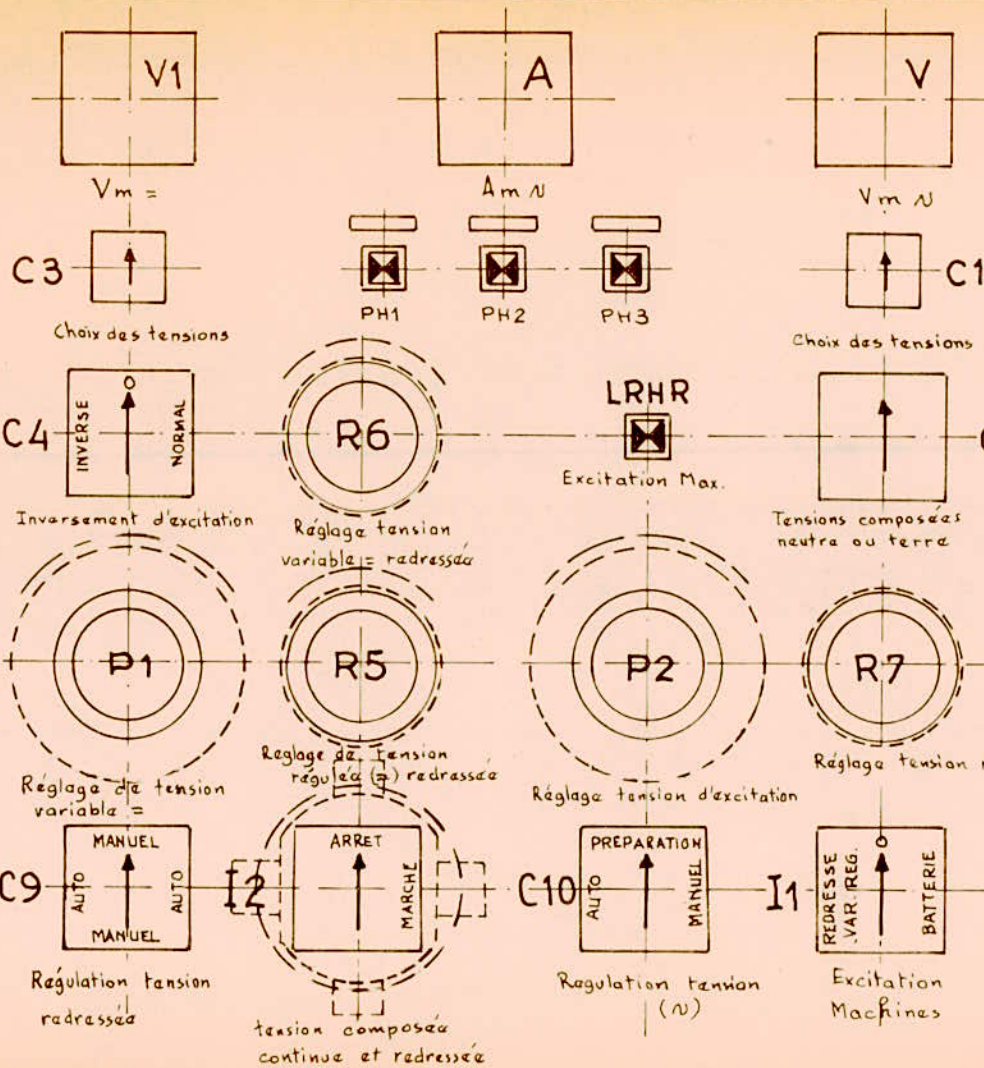 V1
A
V
Vm =
Am ~
Vm ~
C3
PH1
PH2
PH3
C1
Choix des tensions
Choix des tensions
C4
INVERSE
O
NORMAL
R6
LRHR
Excitation Max.
Inversement d'excitation
Réglage tension
variable = redressée
Tensions composées
neutre ou terre
P1
R5
P2
R7
Réglage de tension
variable =
Reglage de tension
régulée (=) redressée
Réglage tension d'excitation
Réglage tension
C9
MANUEL
AUTO
AUTO
MANUEL
Régulation tension
redressée
I2
ARRET
MARCHE
tension composée
continue et redressée
C10
PREPARATION
AUTO
MANUEL
Regulation tension
(~)
I1
REDRESSE
VAR. REG.
O
BATTERIE
Excitation
Machines